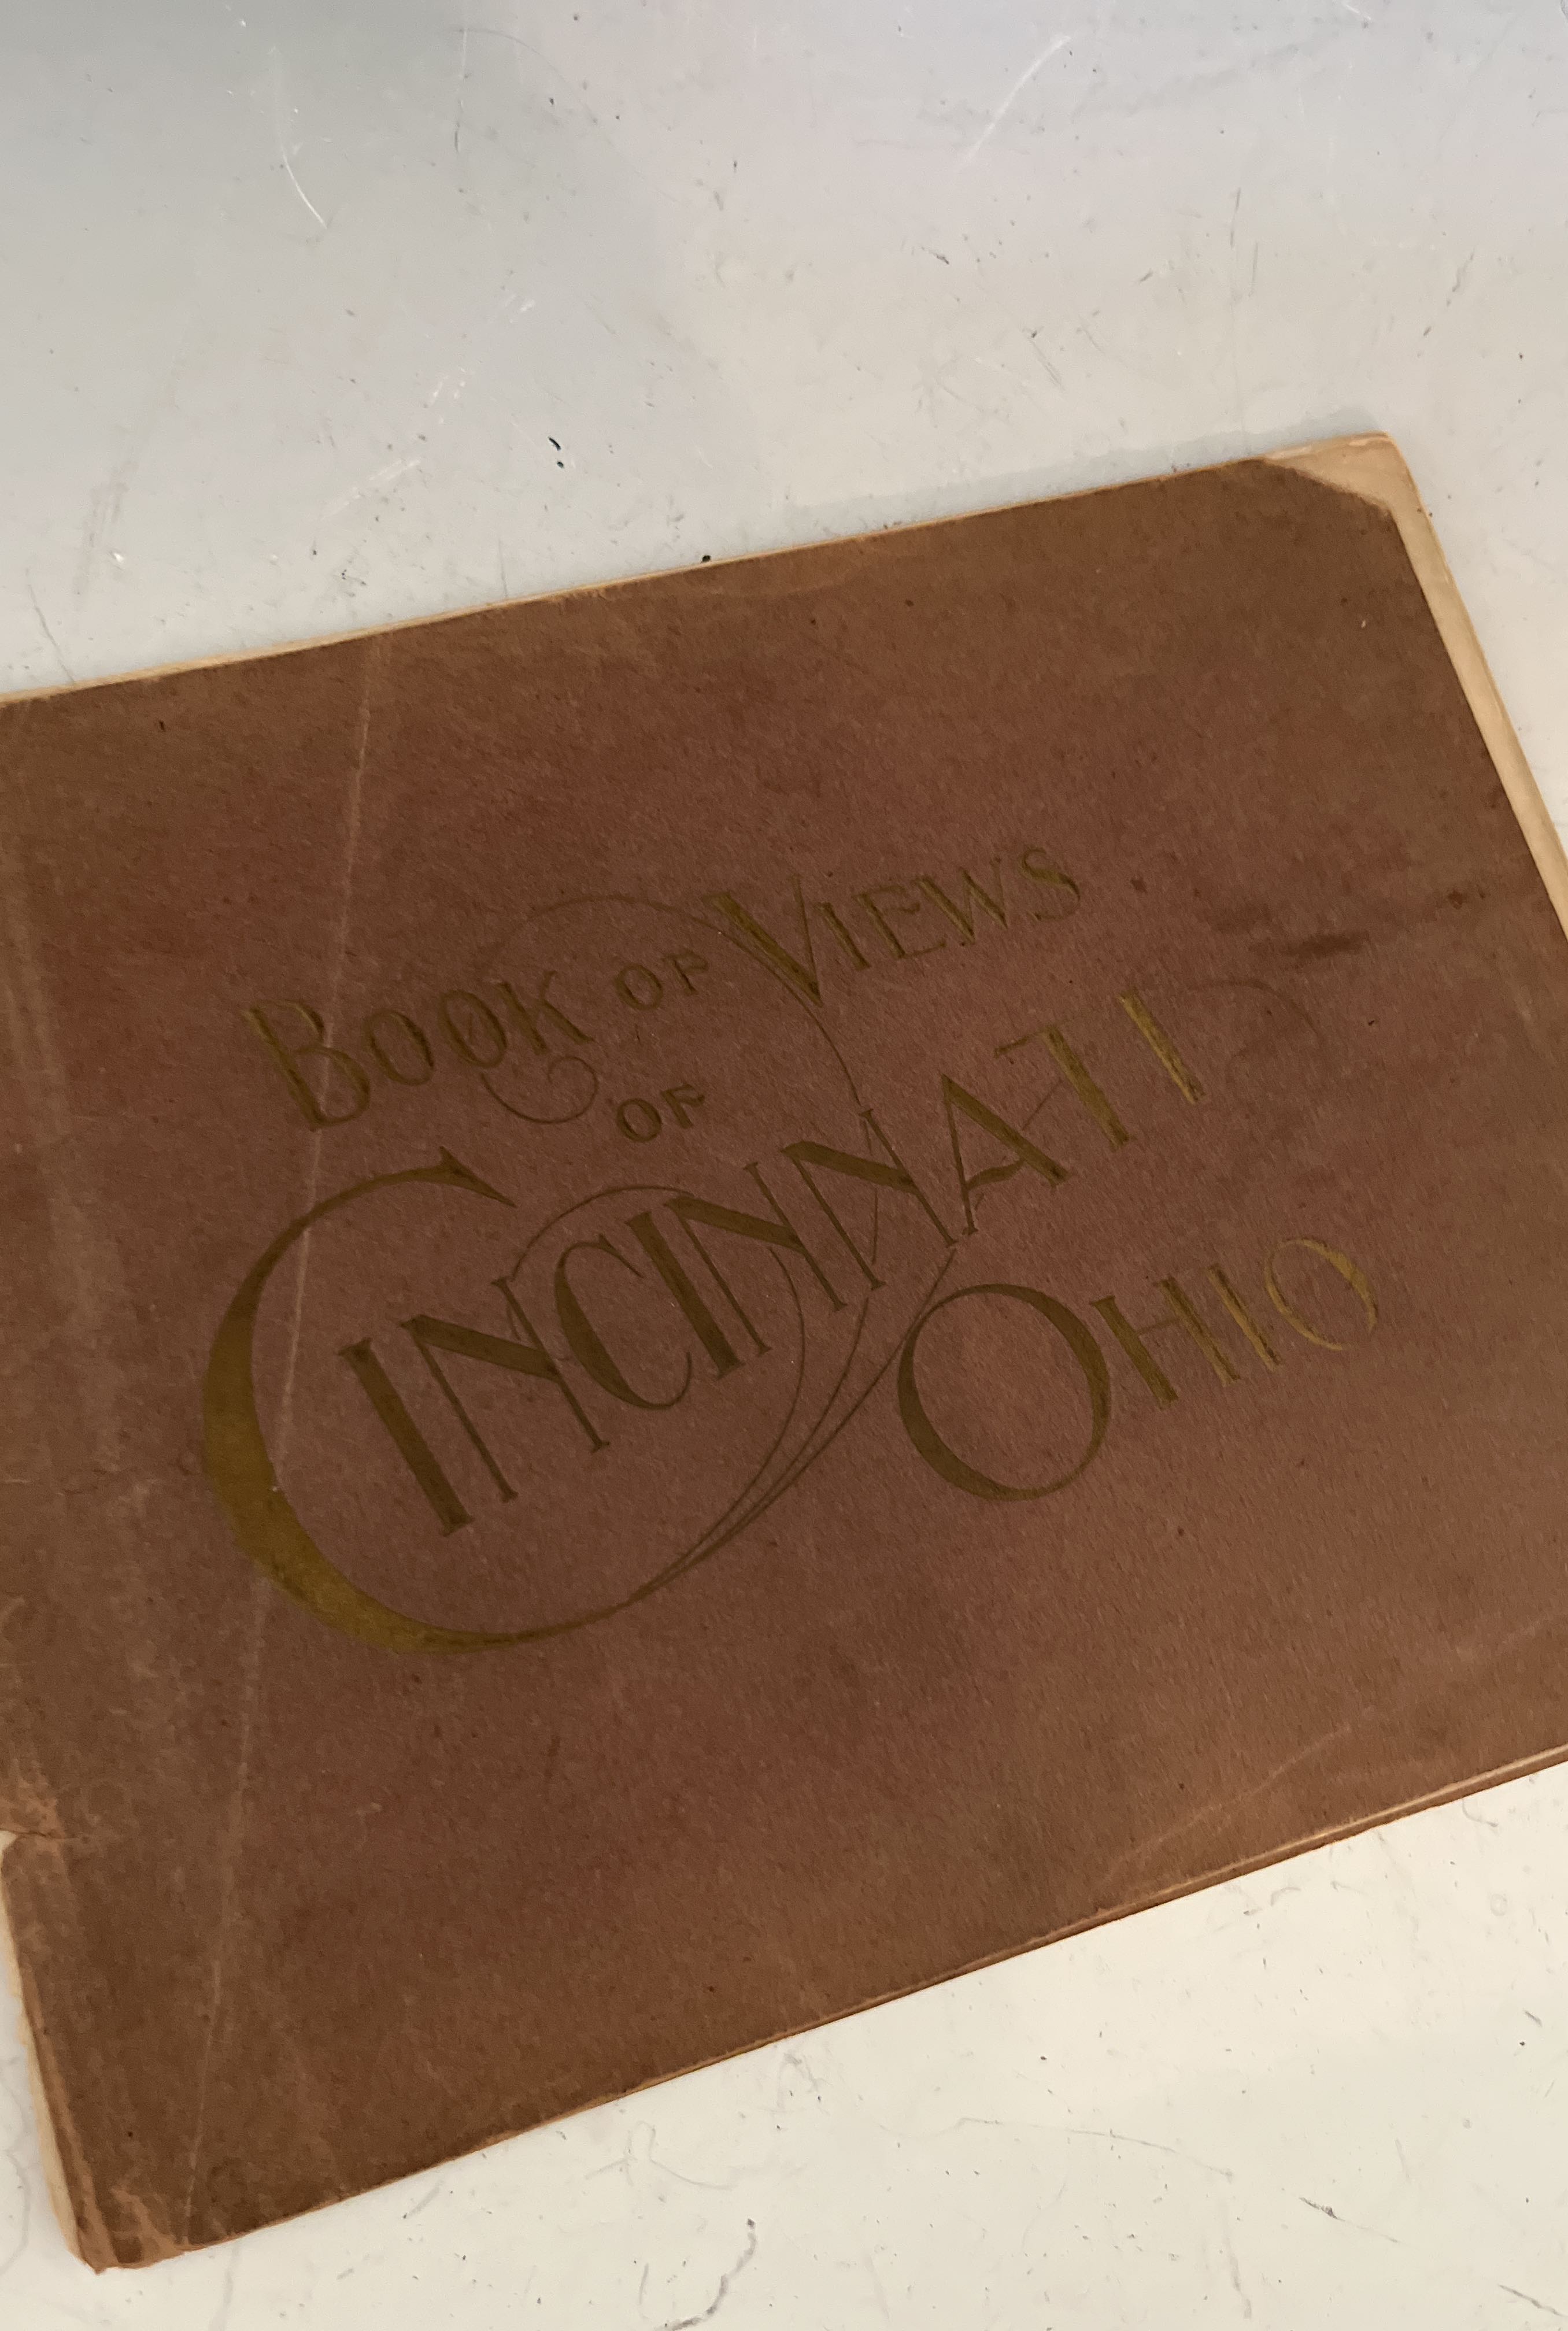 BOOK OF VIEWS
OF
CINCINNATI
OHIO